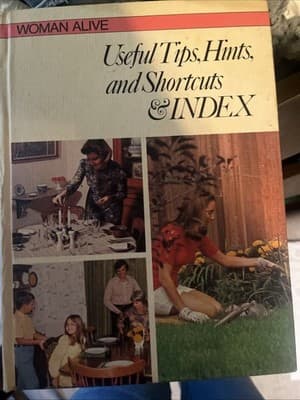 WOMAN ALIVE
Useful Tips, Hints,
and Shortcuts
& INDEX